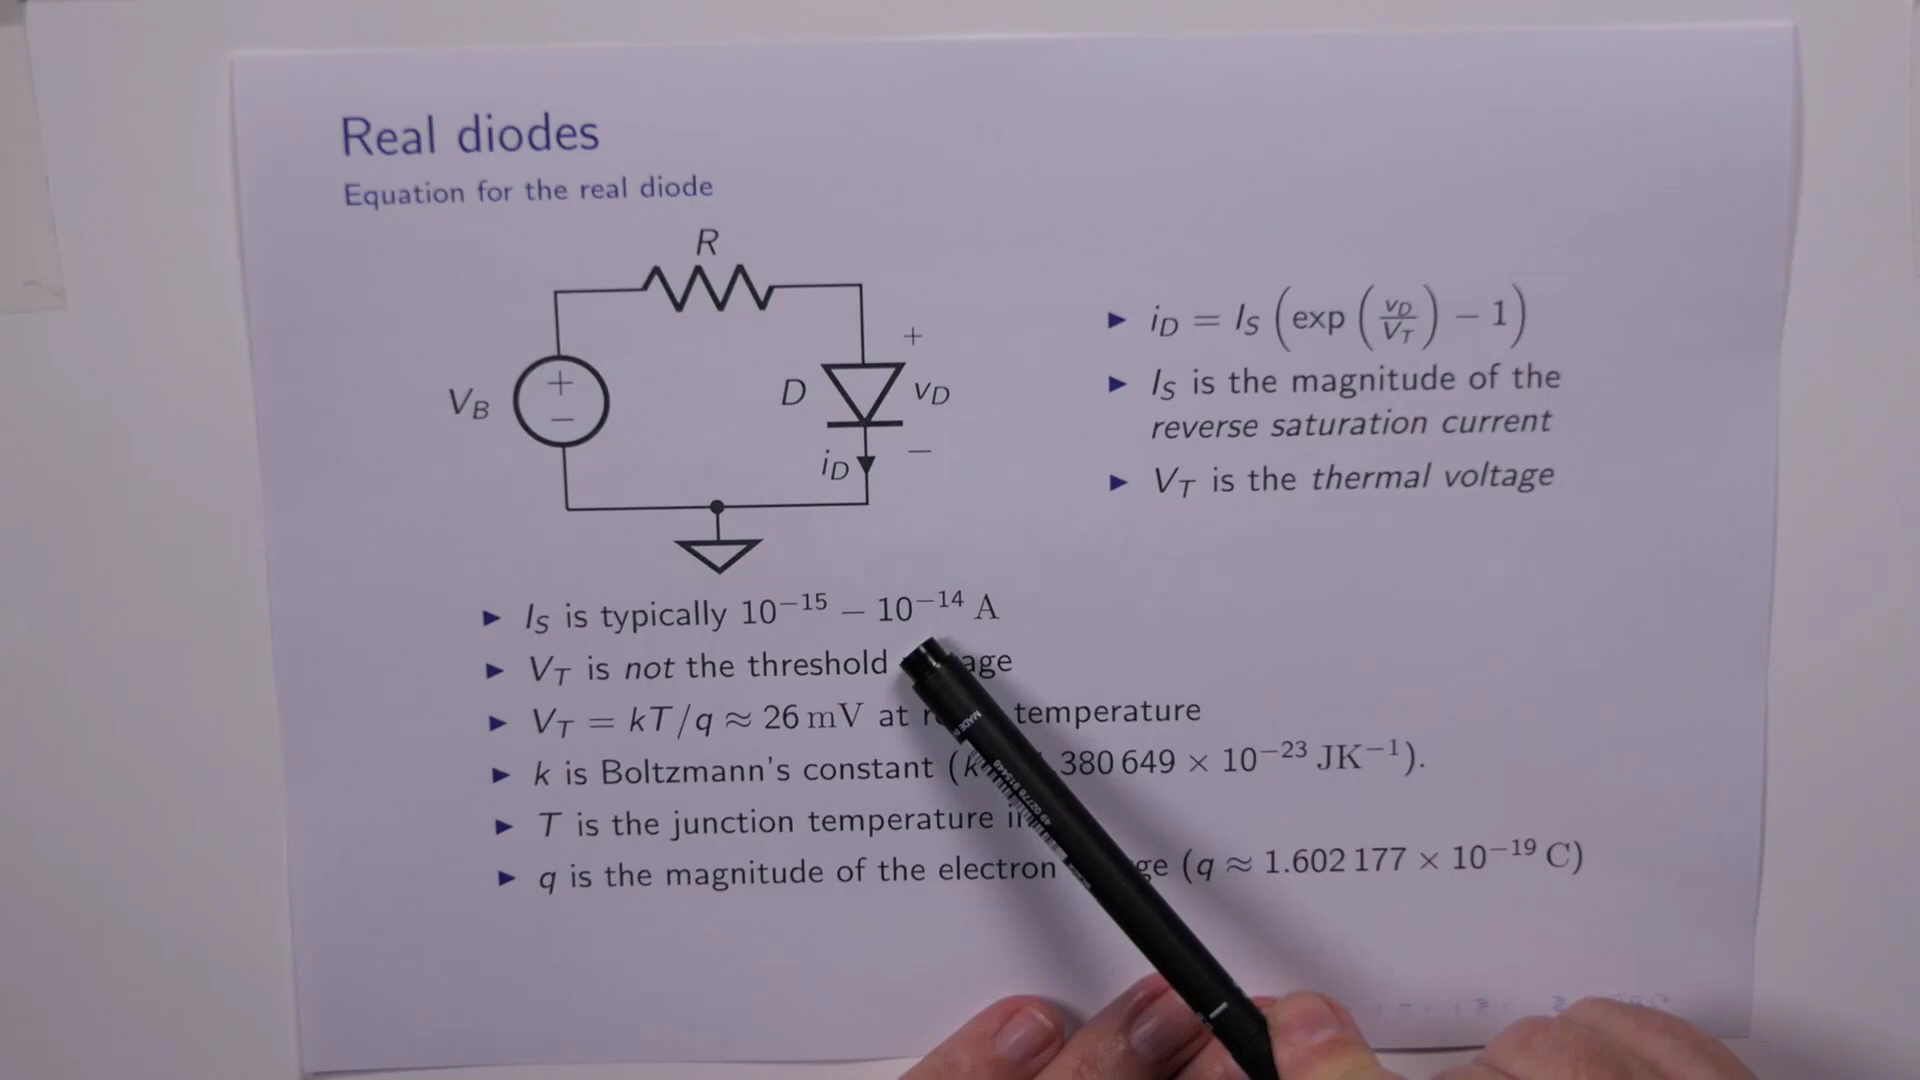 Real diodes
Equation for the real diode
R
+
V_B
+
−
D
v_D
i_D
−
▶ i_D = I_S (exp (v_D/V_T) − 1)
▶ I_S is the magnitude of the
reverse saturation current
▶ V_T is the thermal voltage
▶ I_S is typically 10⁻¹⁵ – 10⁻¹⁴ A
▶ V_T is not the threshold
▶ V_T = kT/q ≈ 26 mV at temperature
▶ k is Boltzmann's constant (k 380 649 × 10⁻²³ JK⁻¹).
▶ T is the junction temperature
▶ q is the magnitude of the electron (q ≈ 1.602 177 × 10⁻¹⁹ C)